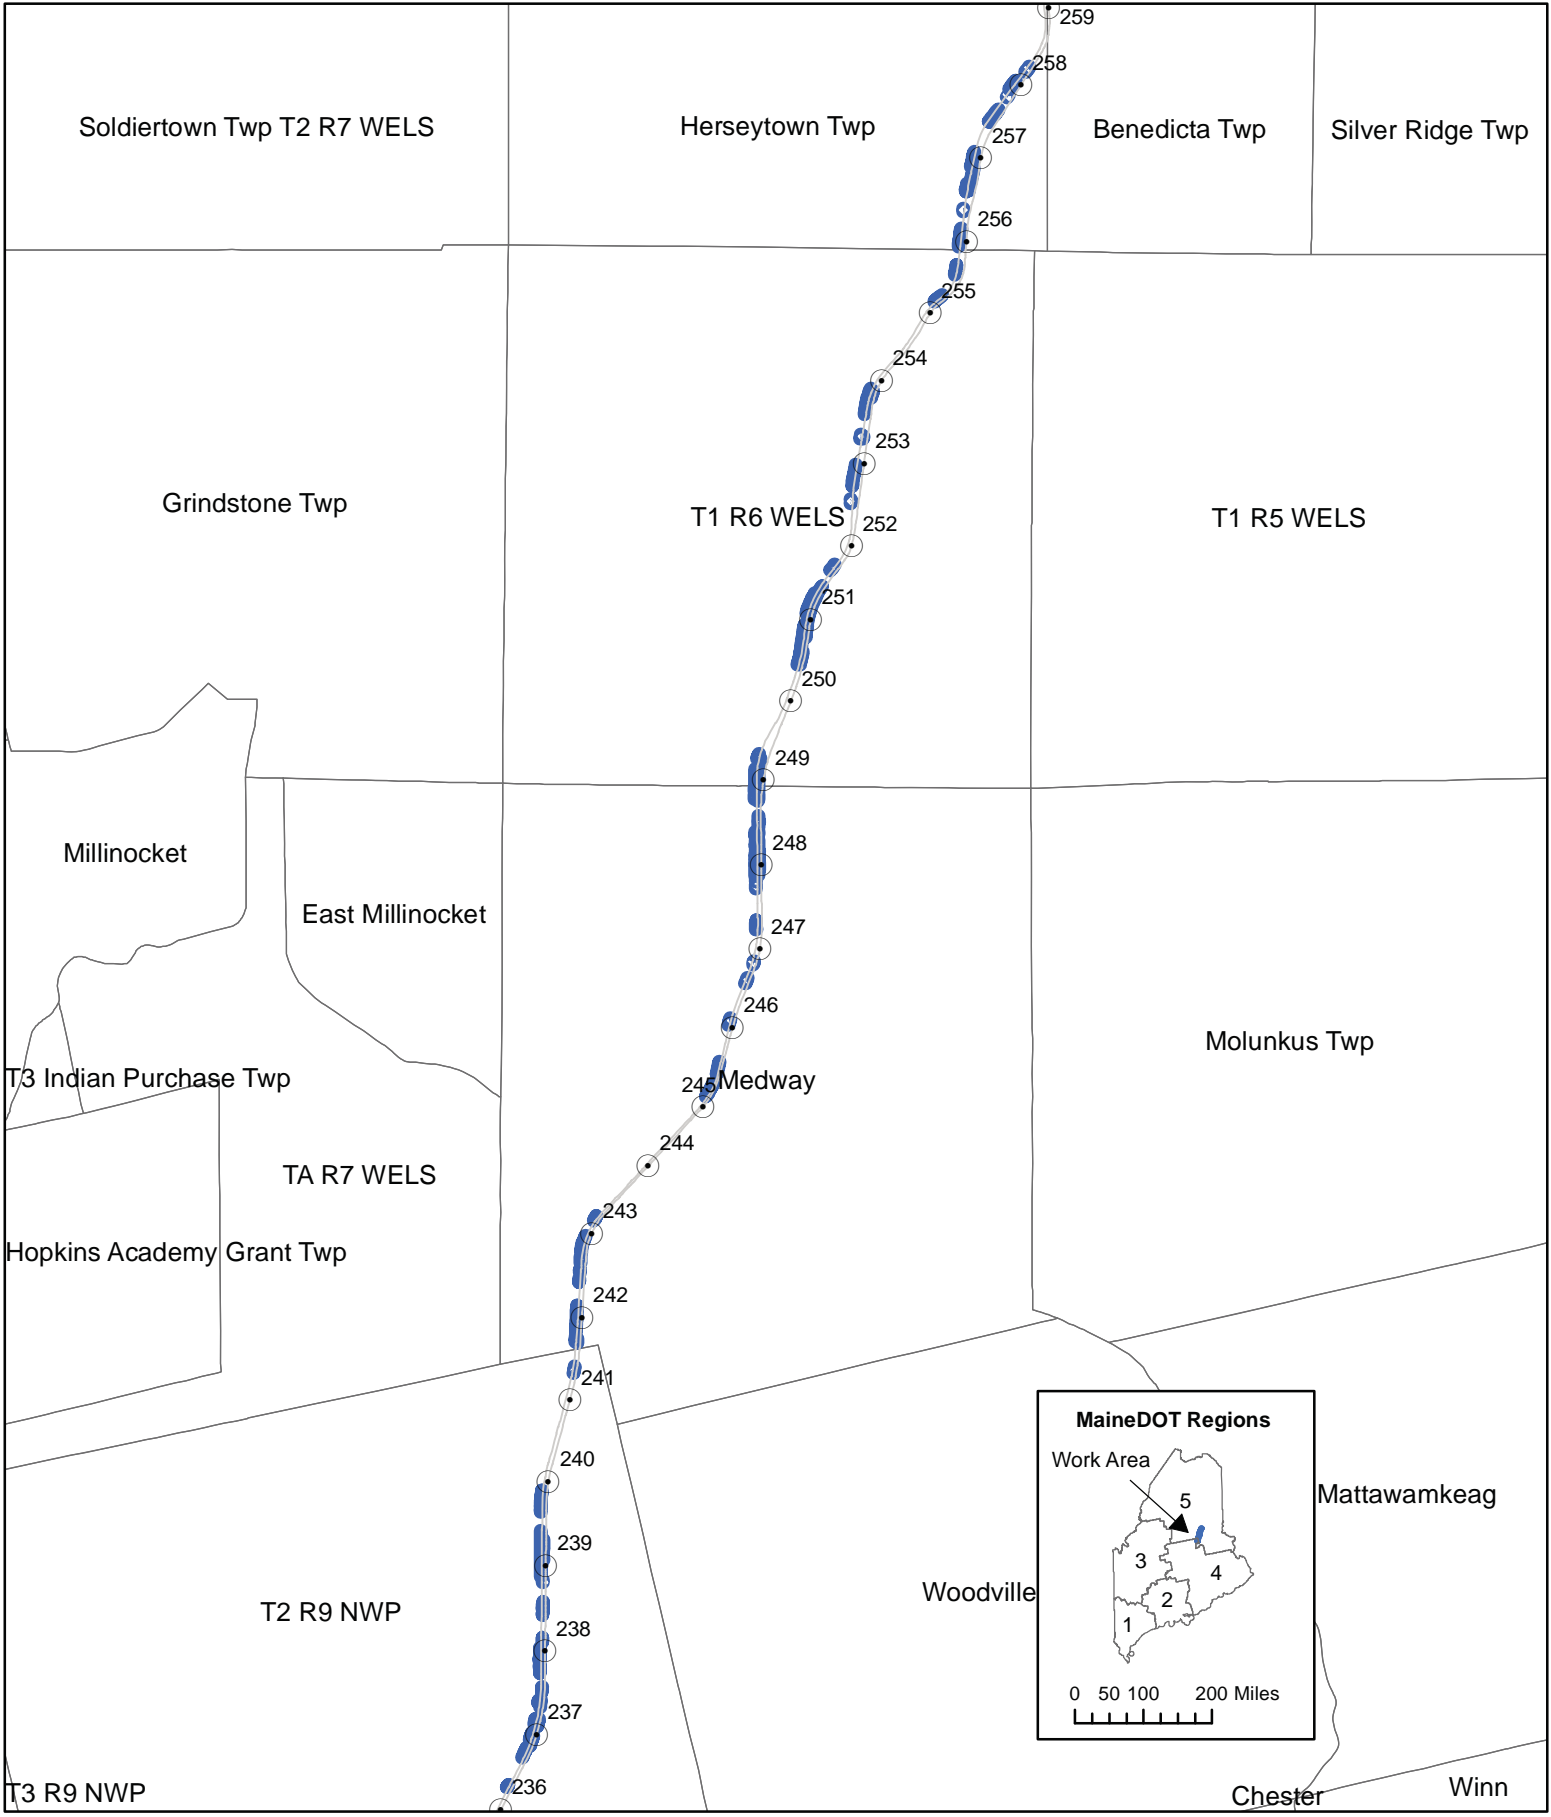 259
258
Soldiertown Twp T2 R7 WELS
Herseytown Twp
Benedicta Twp
Silver Ridge Twp
257
256
255
254
253
Grindstone Twp
T1 R6 WELS
T1 R5 WELS
252
251
250
249
248
Millinocket
East Millinocket
247
246
Molunkus Twp
T3 Indian Purchase Twp
245
Medway
244
TA R7 WELS
243
Hopkins Academy Grant Twp
242
241
MaineDOT Regions
Work Area
240
5
Mattawamkeag
239
3
4
Woodville
2
T2 R9 NWP
1
238
0 50 100 200 Miles
237
236
T3 R9 NWP
Chester
Winn